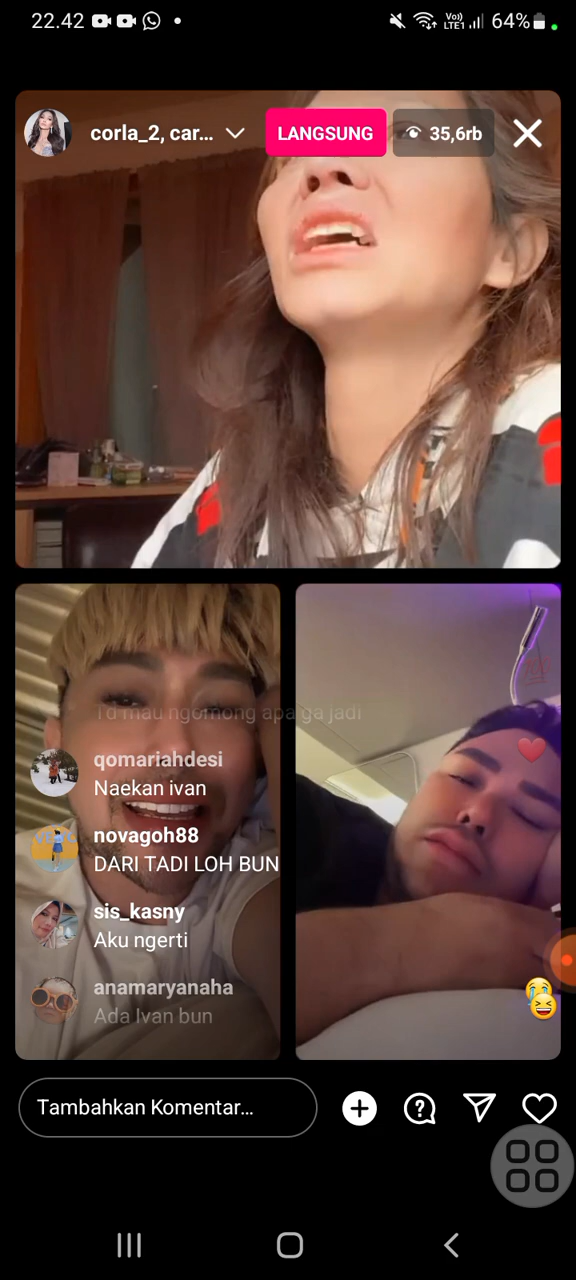 22.42
Vo)) LTE1
64%
corla_2, car...
LANGSUNG
35,6rb
I'd mau ngomong apa ga jadi
100
qomariahdesi
Naekan ivan
novagoh88
DARI TADI LOH BUN
sis_kasny
Aku ngerti
anamaryanaha
Ada Ivan bun
Tambahkan Komentar...